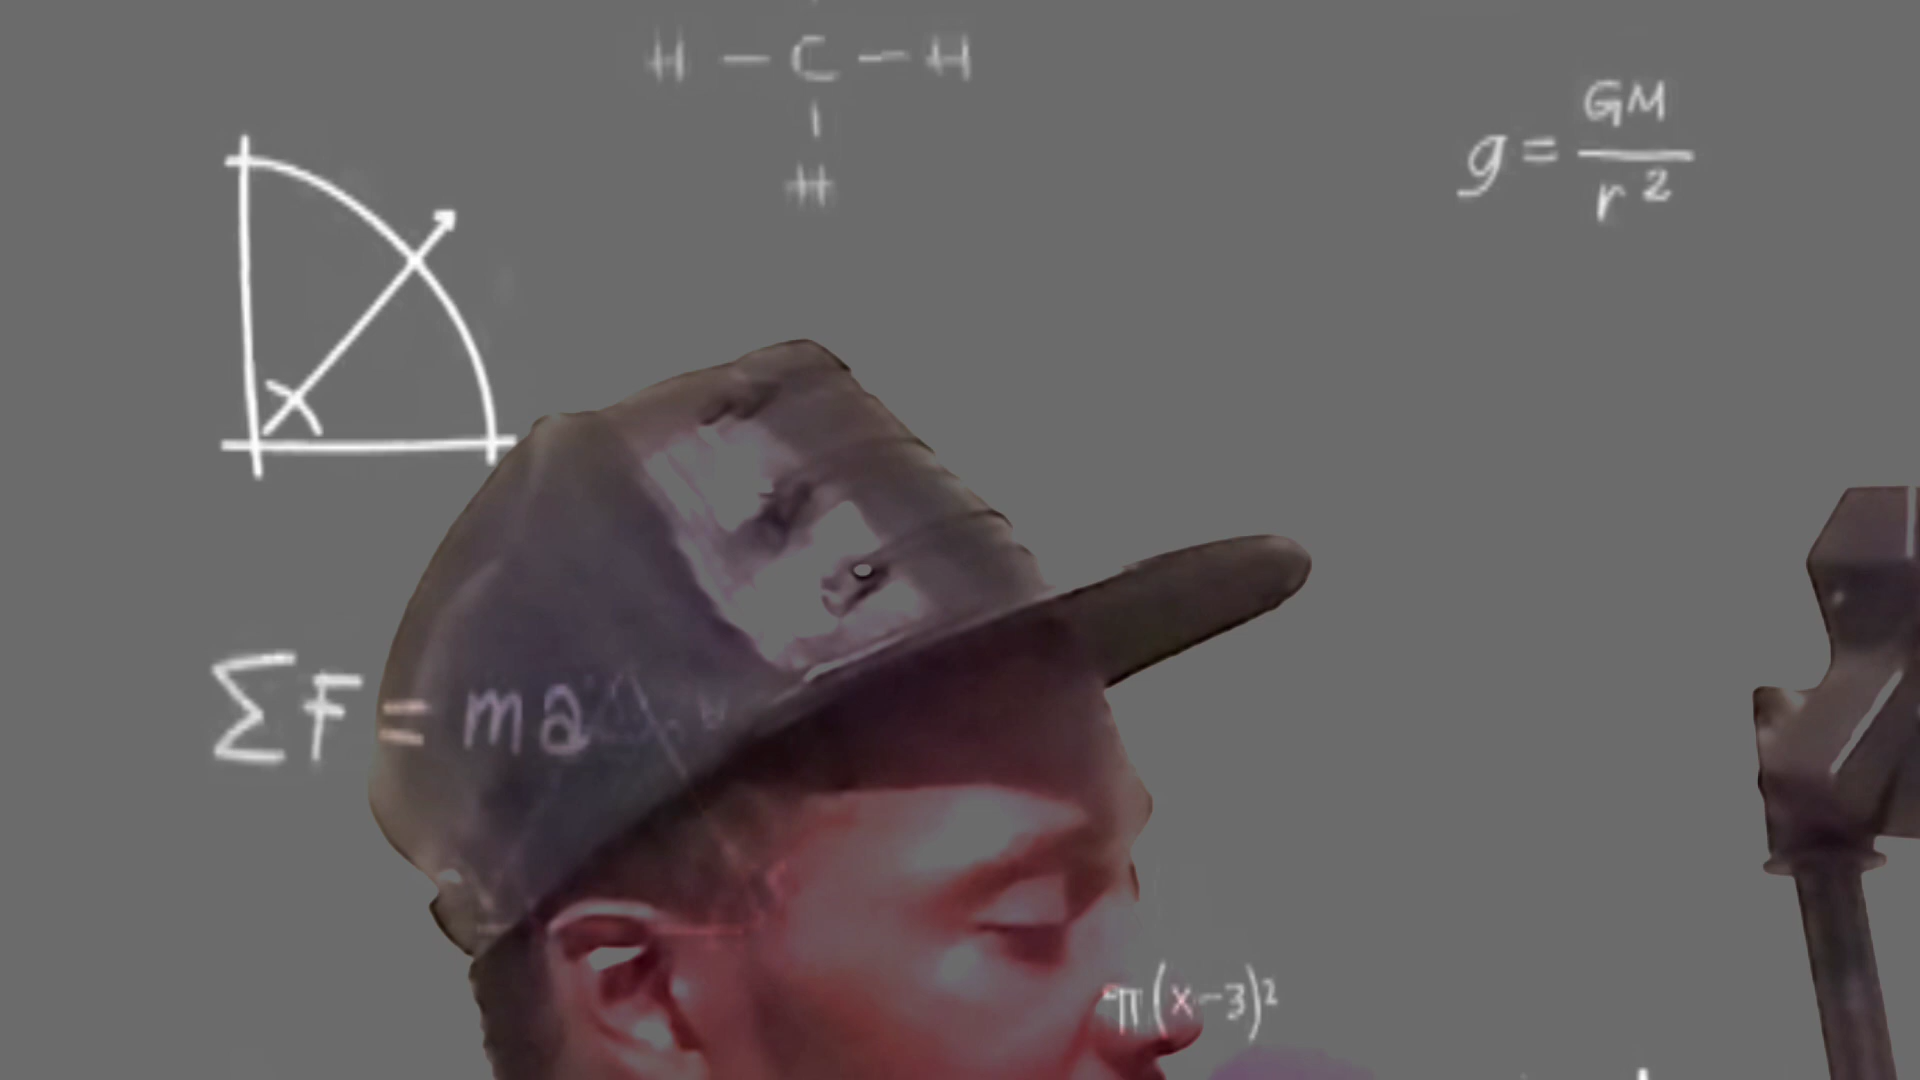 H – C – H
H
g = GM / r²
ΣF = ma
π(x-3)²